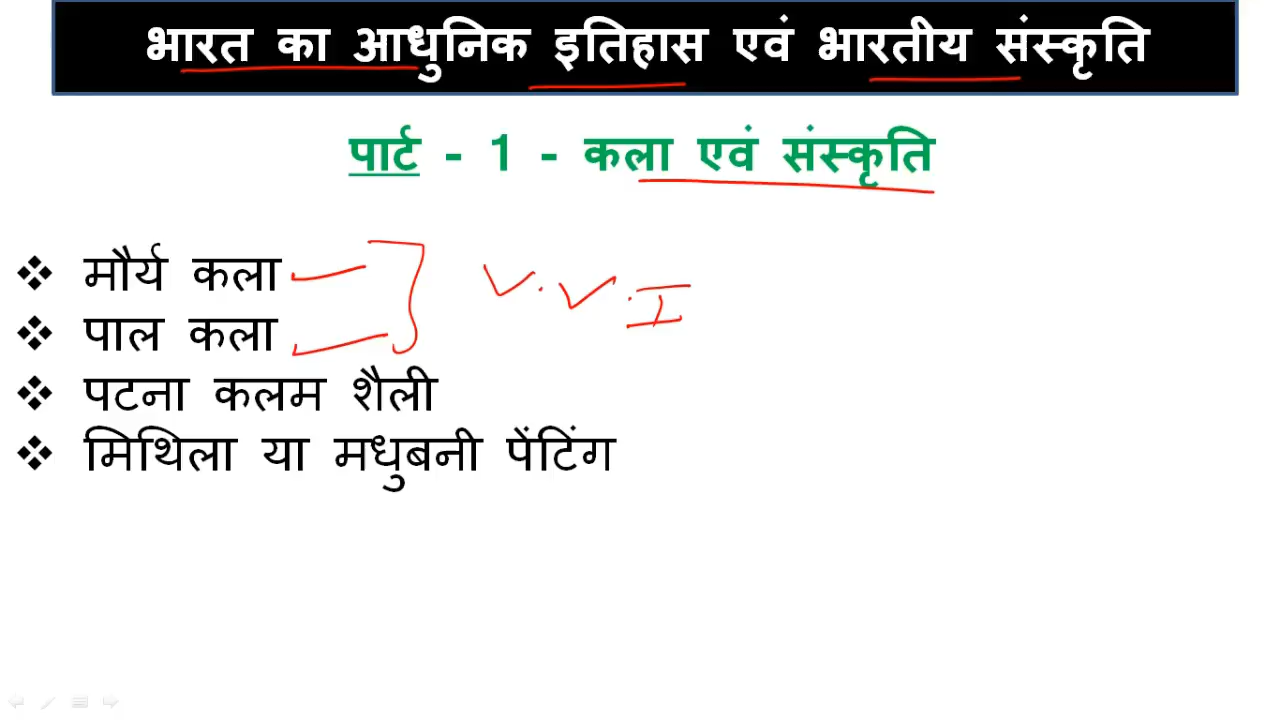 भारत का आधुनिक इतिहास एवं भारतीय संस्कृति
पार्ट - 1 - कला एवं संस्कृति
❖ मौर्य कला
❖ पाल कला
V.V.I
❖ पटना कलम शैली
❖ मिथिला या मधुबनी पेंटिंग